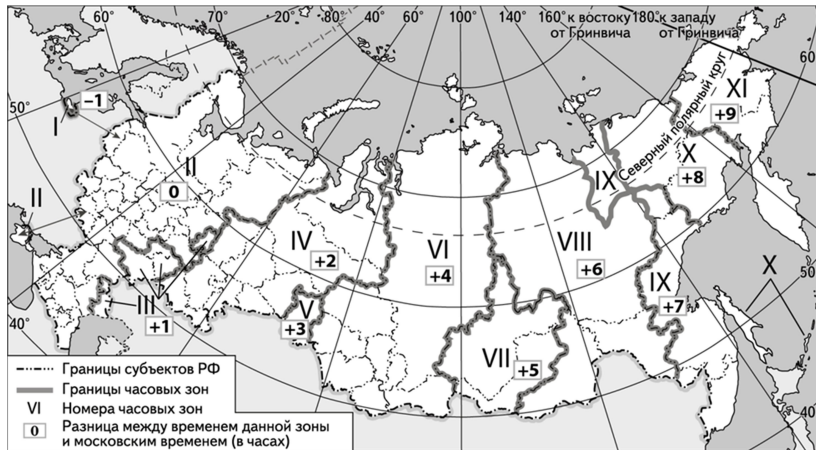 60° 70° 20° 80° 40° 60° 100° 140° 160° к востоку 180° к западу
от Гринвича от Гринвича
60°
50°
I
−1
II
0
II
III
+1
40°
IV
+2
V
+3
VI
+4
VII
+5
VIII
+6
IX
IX
+7
X
+8
XI
+9
Северный полярный круг
X
50°
40°
Границы субъектов РФ
Границы часовых зон
VI Номера часовых зон
0 Разница между временем данной зоны
и московским временем (в часах)